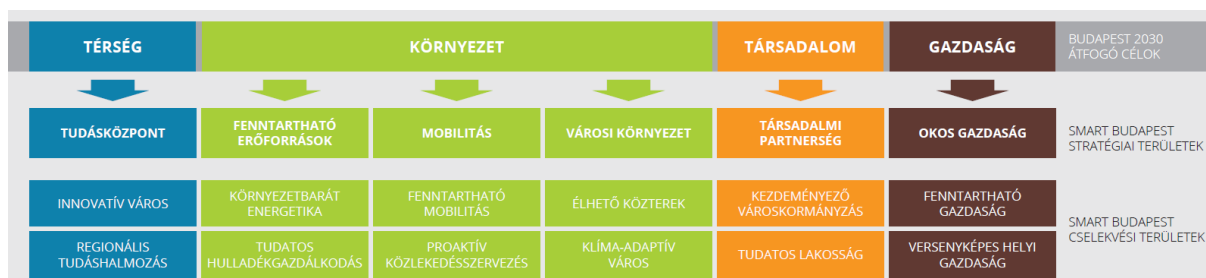 TÉRSÉG
KÖRNYEZET
TÁRSADALOM
GAZDASÁG
BUDAPEST 2030
ÁTFOGÓ CÉLOK
TUDÁSKÖZPONT
FENNTARTHATÓ
ERŐFORRÁSOK
MOBILITÁS
VÁROSI KÖRNYEZET
TÁRSADALMI
PARTNERSÉG
OKOS GAZDASÁG
SMART BUDAPEST
STRATÉGIAI TERÜLETEK
INNOVATÍV VÁROS
KÖRNYEZETBARÁT
ENERGETIKA
FENNTARTHATÓ
MOBILITÁS
ÉLHETŐ KÖZTEREK
KEZDEMÉNYEZŐ
VÁROSKORMÁNYZÁS
FENNTARTHATÓ
GAZDASÁG
SMART BUDAPEST
CSELEKVÉSI TERÜLETEK
REGIONÁLIS
TUDÁSHALMOZÁS
TUDATOS
HULLADÉKGAZDÁLKODÁS
PROAKTÍV
KÖZLEKEDÉSSZERVEZÉS
KLÍMA-ADAPTÍV
VÁROS
TUDATOS LAKOSSÁG
VERSENYKÉPES HELYI
GAZDASÁG